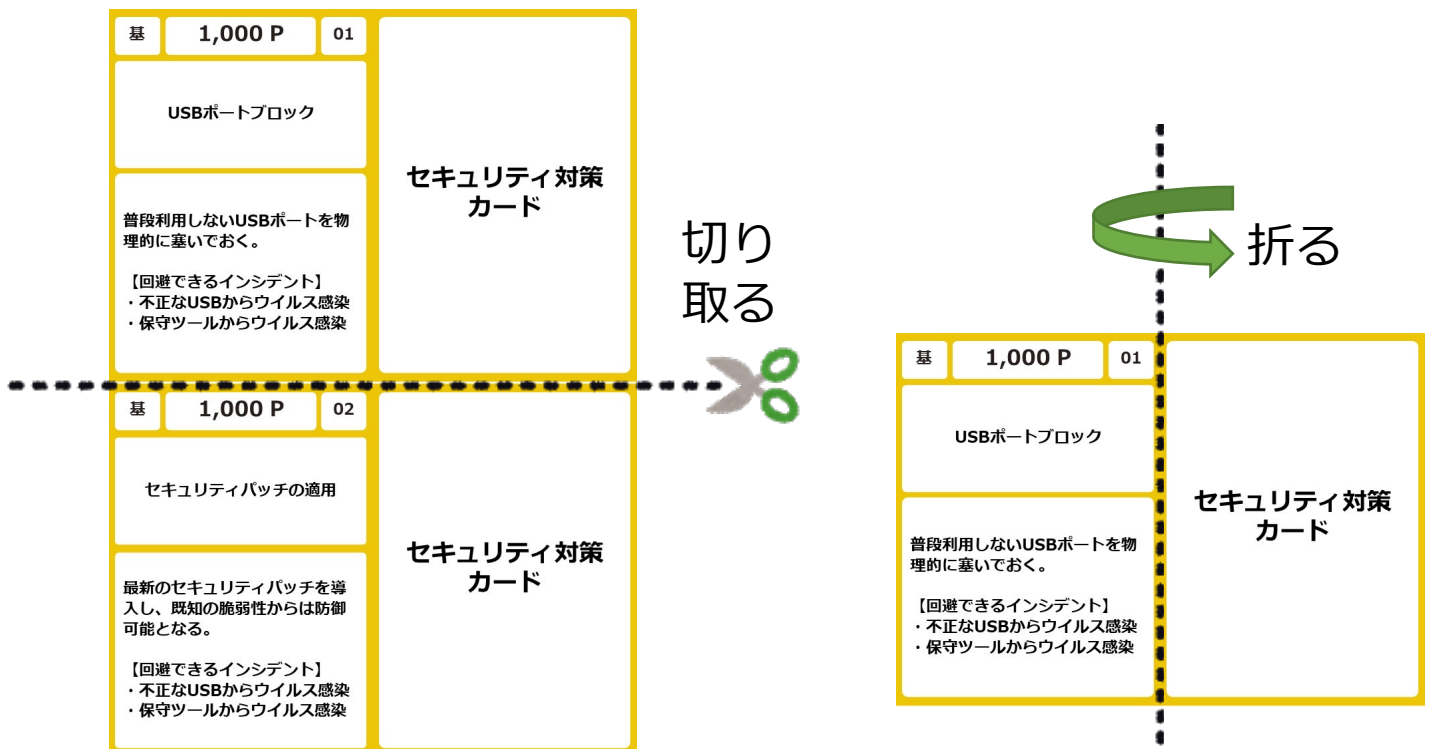 基 1,000 P 01
USBポートブロック
普段利用しないUSBポートを物
理的に塞いでおく。
【回避できるインシデント】
・不正なUSBからウイルス感染
・保守ツールからウイルス感染
セキュリティ対策
カード
基 1,000 P 02
セキュリティパッチの適用
最新のセキュリティパッチを導
入し、既知の脆弱性からは防御
可能となる。
【回避できるインシデント】
・不正なUSBからウイルス感染
・保守ツールからウイルス感染
セキュリティ対策
カード
切り
取る
折る
基 1,000 P 01
USBポートブロック
普段利用しないUSBポートを物
理的に塞いでおく。
【回避できるインシデント】
・不正なUSBからウイルス感染
・保守ツールからウイルス感染
セキュリティ対策
カード